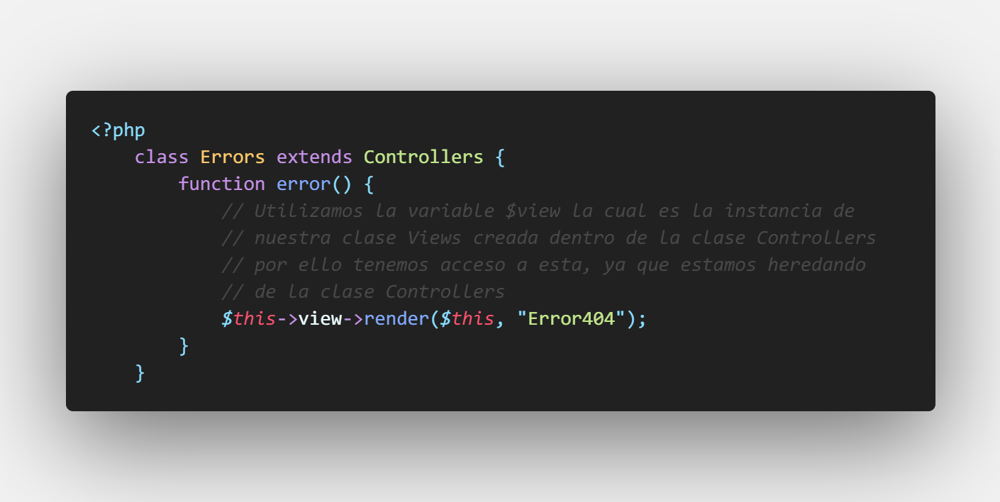 <?php
    class Errors extends Controllers {
        function error() {
            // Utilizamos la variable $view la cual es la instancia de
            // nuestra clase Views creada dentro de la clase Controllers
            // por ello tenemos acceso a esta, ya que estamos heredando
            // de la clase Controllers
            $this->view->render($this, "Error404");
        }
    }